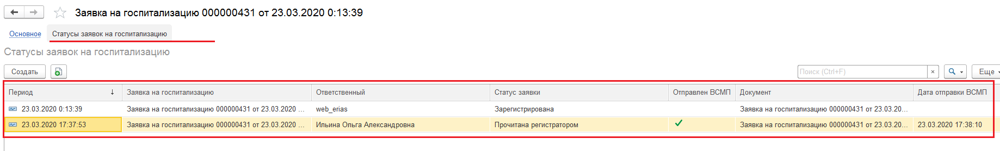 Заявка на госпитализацию 000000431 от 23.03.2020 0:13:39
Основное Статусы заявок на госпитализацию
Статусы заявок на госпитализацию
Создать Поиск (Ctrl+F) × Еще
Период ↓ Заявка на госпитализацию Ответственный Статус заявки Отправлен ВСМП Документ Дата отправки ВСМП
23.03.2020 0:13:39 Заявка на госпитализацию 000000431 от 23.03.2020 ... web_erias Зарегистрирована Заявка на госпитализацию 000000431 от 23.03.20...
23.03.2020 17:37:53 Заявка на госпитализацию 000000431 от 23.03.2020 ... Ильина Ольга Александровна Прочитана регистратором Заявка на госпитализацию 000000431 от 23.03.20... 23.03.2020 17:38:10